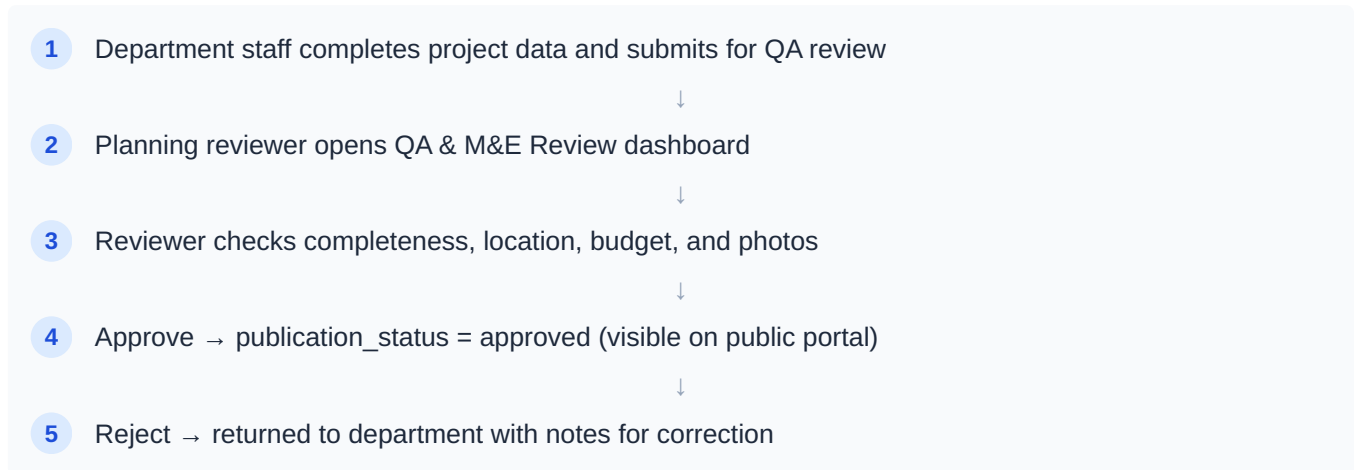 1 Department staff completes project data and submits for QA review
↓
2 Planning reviewer opens QA & M&E Review dashboard
↓
3 Reviewer checks completeness, location, budget, and photos
↓
4 Approve → publication_status = approved (visible on public portal)
↓
5 Reject → returned to department with notes for correction